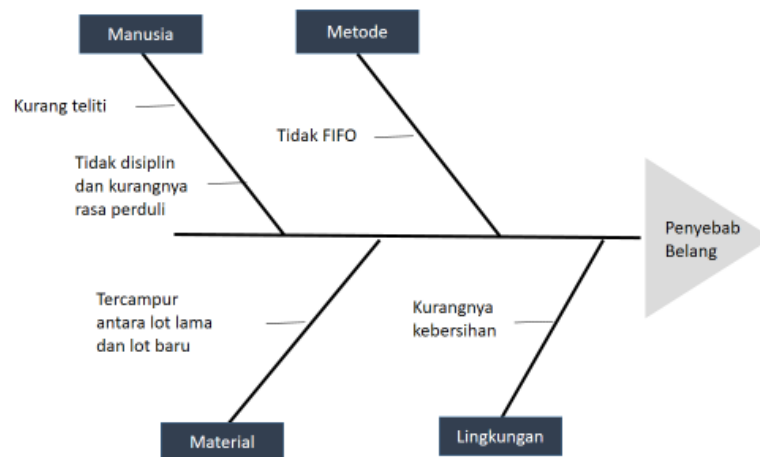 Manusia
Metode
Kurang teliti
Tidak FIFO
Tidak disiplin
dan kurangnya
rasa perduli
Penyebab
Belang
Tercampur
antara lot lama
dan lot baru
Kurangnya
kebersihan
Material
Lingkungan